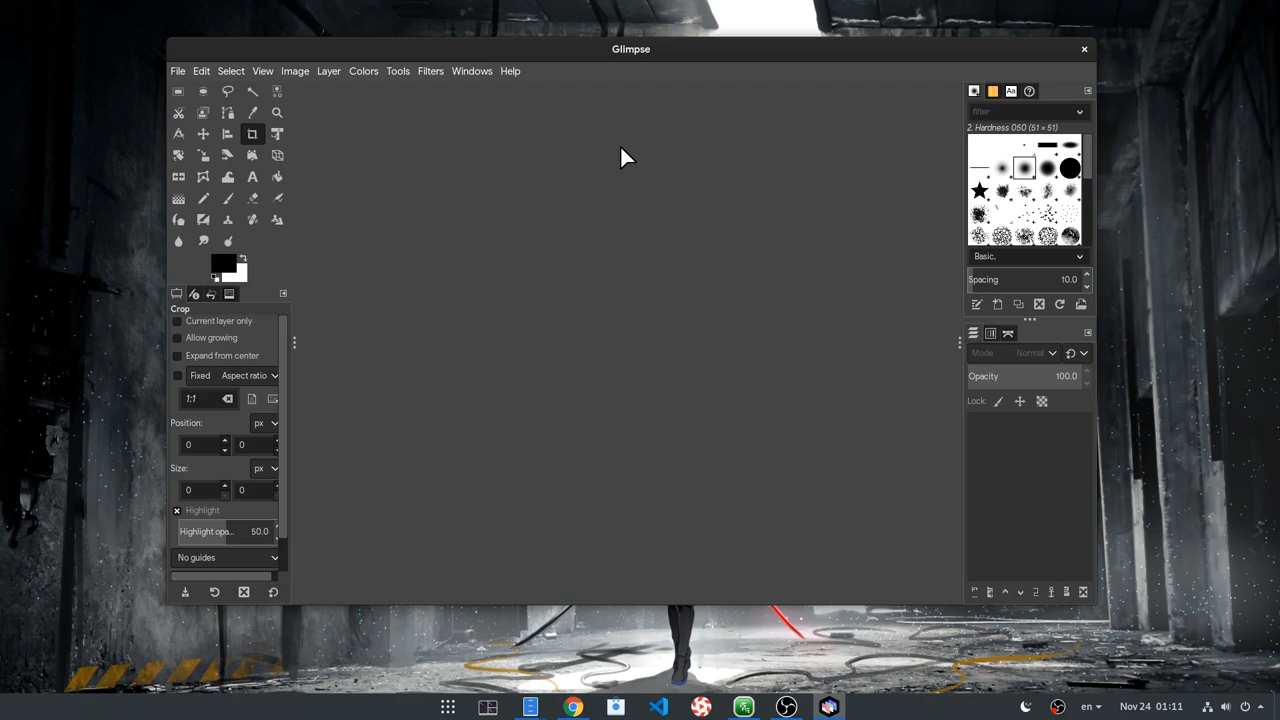 Glimpse
File Edit Select View Image Layer Colors Tools Filters Windows Help
filter
2. Hardness 050 (51 × 51)
Basic,
Spacing 10.0
Mode Normal
Opacity 100.0
Lock:
Crop
Current layer only
Allow growing
Expand from center
Fixed Aspect ratio
1:1
Position: px
0 0
Size: px
0 0
Highlight
Highlight opa... 50.0
No guides
en Nov 24 01:11